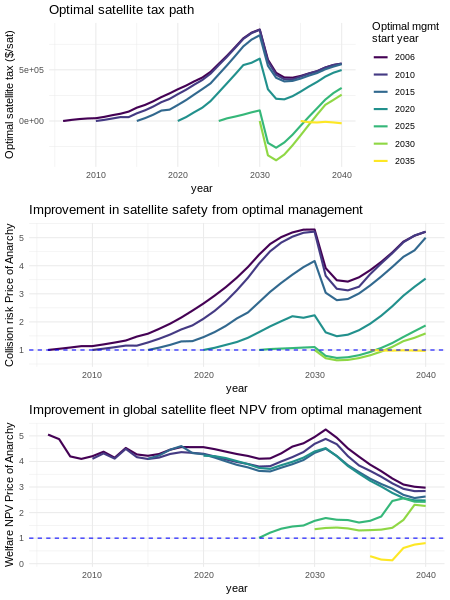 Optimal satellite tax path
Optimal satellite tax ($/sat)
5e+05
0e+00
2010
2020
2030
2040
year
Optimal mgmt
start year
2006
2010
2015
2020
2025
2030
2035
Improvement in satellite safety from optimal management
Collision risk Price of Anarchy
5
4
3
2
1
2010
2020
2030
2040
year
Improvement in global satellite fleet NPV from optimal management
Welfare NPV Price of Anarchy
5
4
3
2
1
0
2010
2020
2030
2040
year